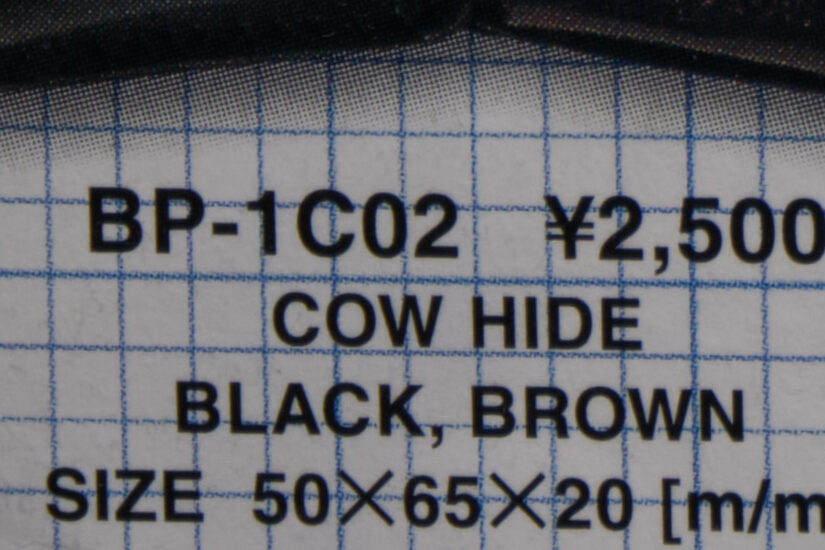 BP-1C02 ¥2,500
COW HIDE
BLACK, BROWN
SIZE 50×65×20 [m/m